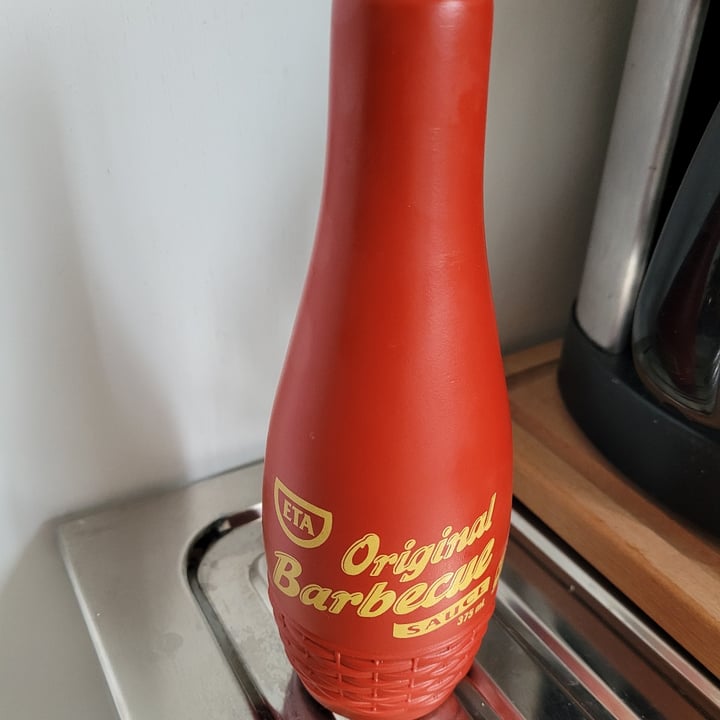 ETA
Original
Barbecue
SAUCE
375 mL